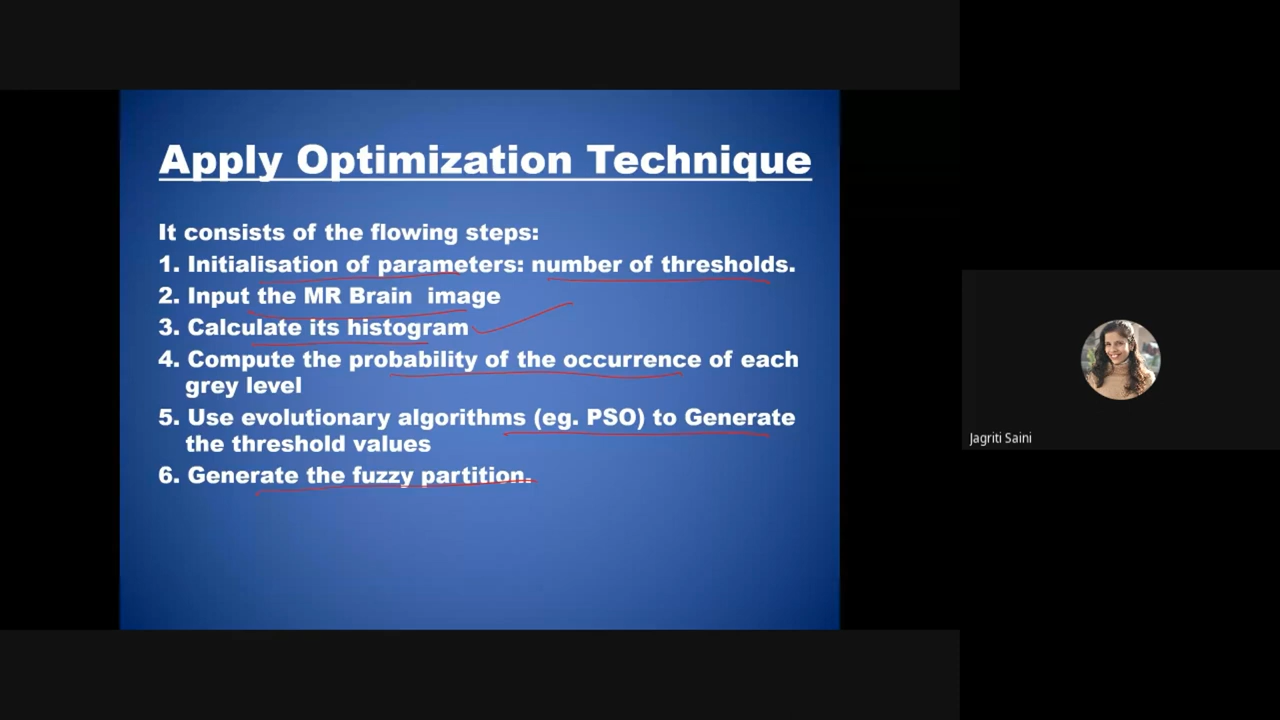 Apply Optimization Technique
It consists of the flowing steps:
1. Initialisation of parameters: number of thresholds.
2. Input the MR Brain image
3. Calculate its histogram
4. Compute the probability of the occurrence of each
grey level
5. Use evolutionary algorithms (eg. PSO) to Generate
the threshold values
6. Generate the fuzzy partition.
Jagriti Saini